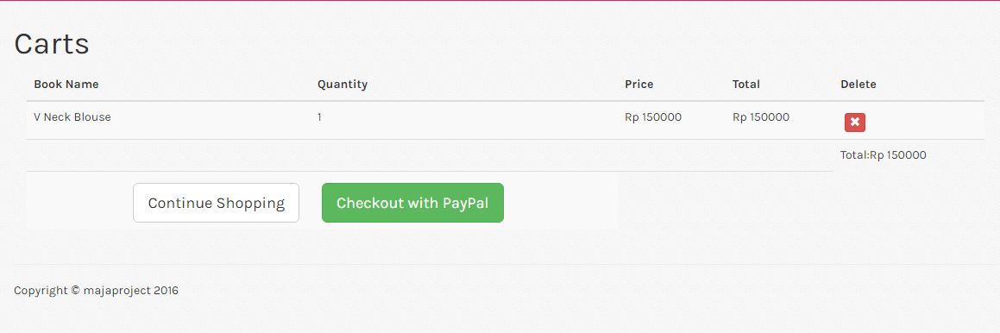 Carts
Book Name Quantity Price Total Delete
V Neck Blouse 1 Rp 150000 Rp 150000
Total:Rp 150000
Continue Shopping Checkout with PayPal
Copyright © majaproject 2016